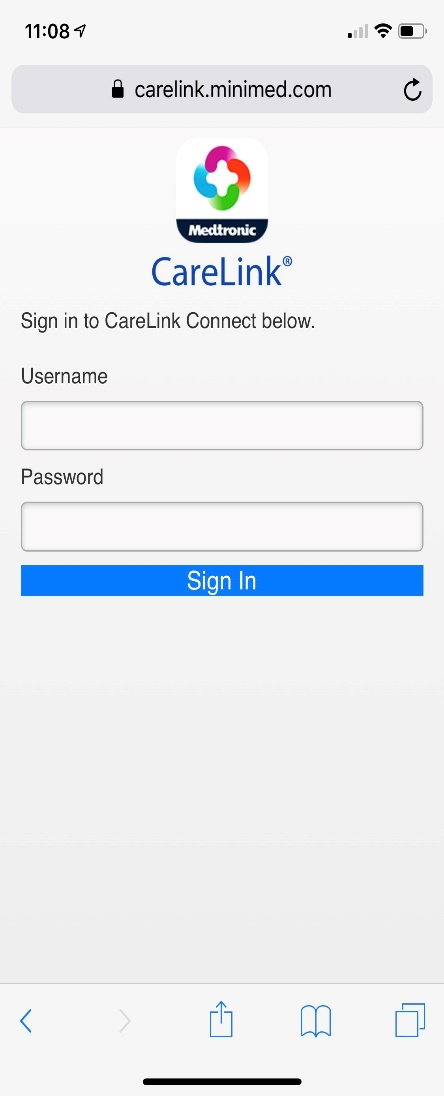 11:08
carelink.minimed.com
Medtronic
CareLink®
Sign in to CareLink Connect below.
Username
Password
Sign In